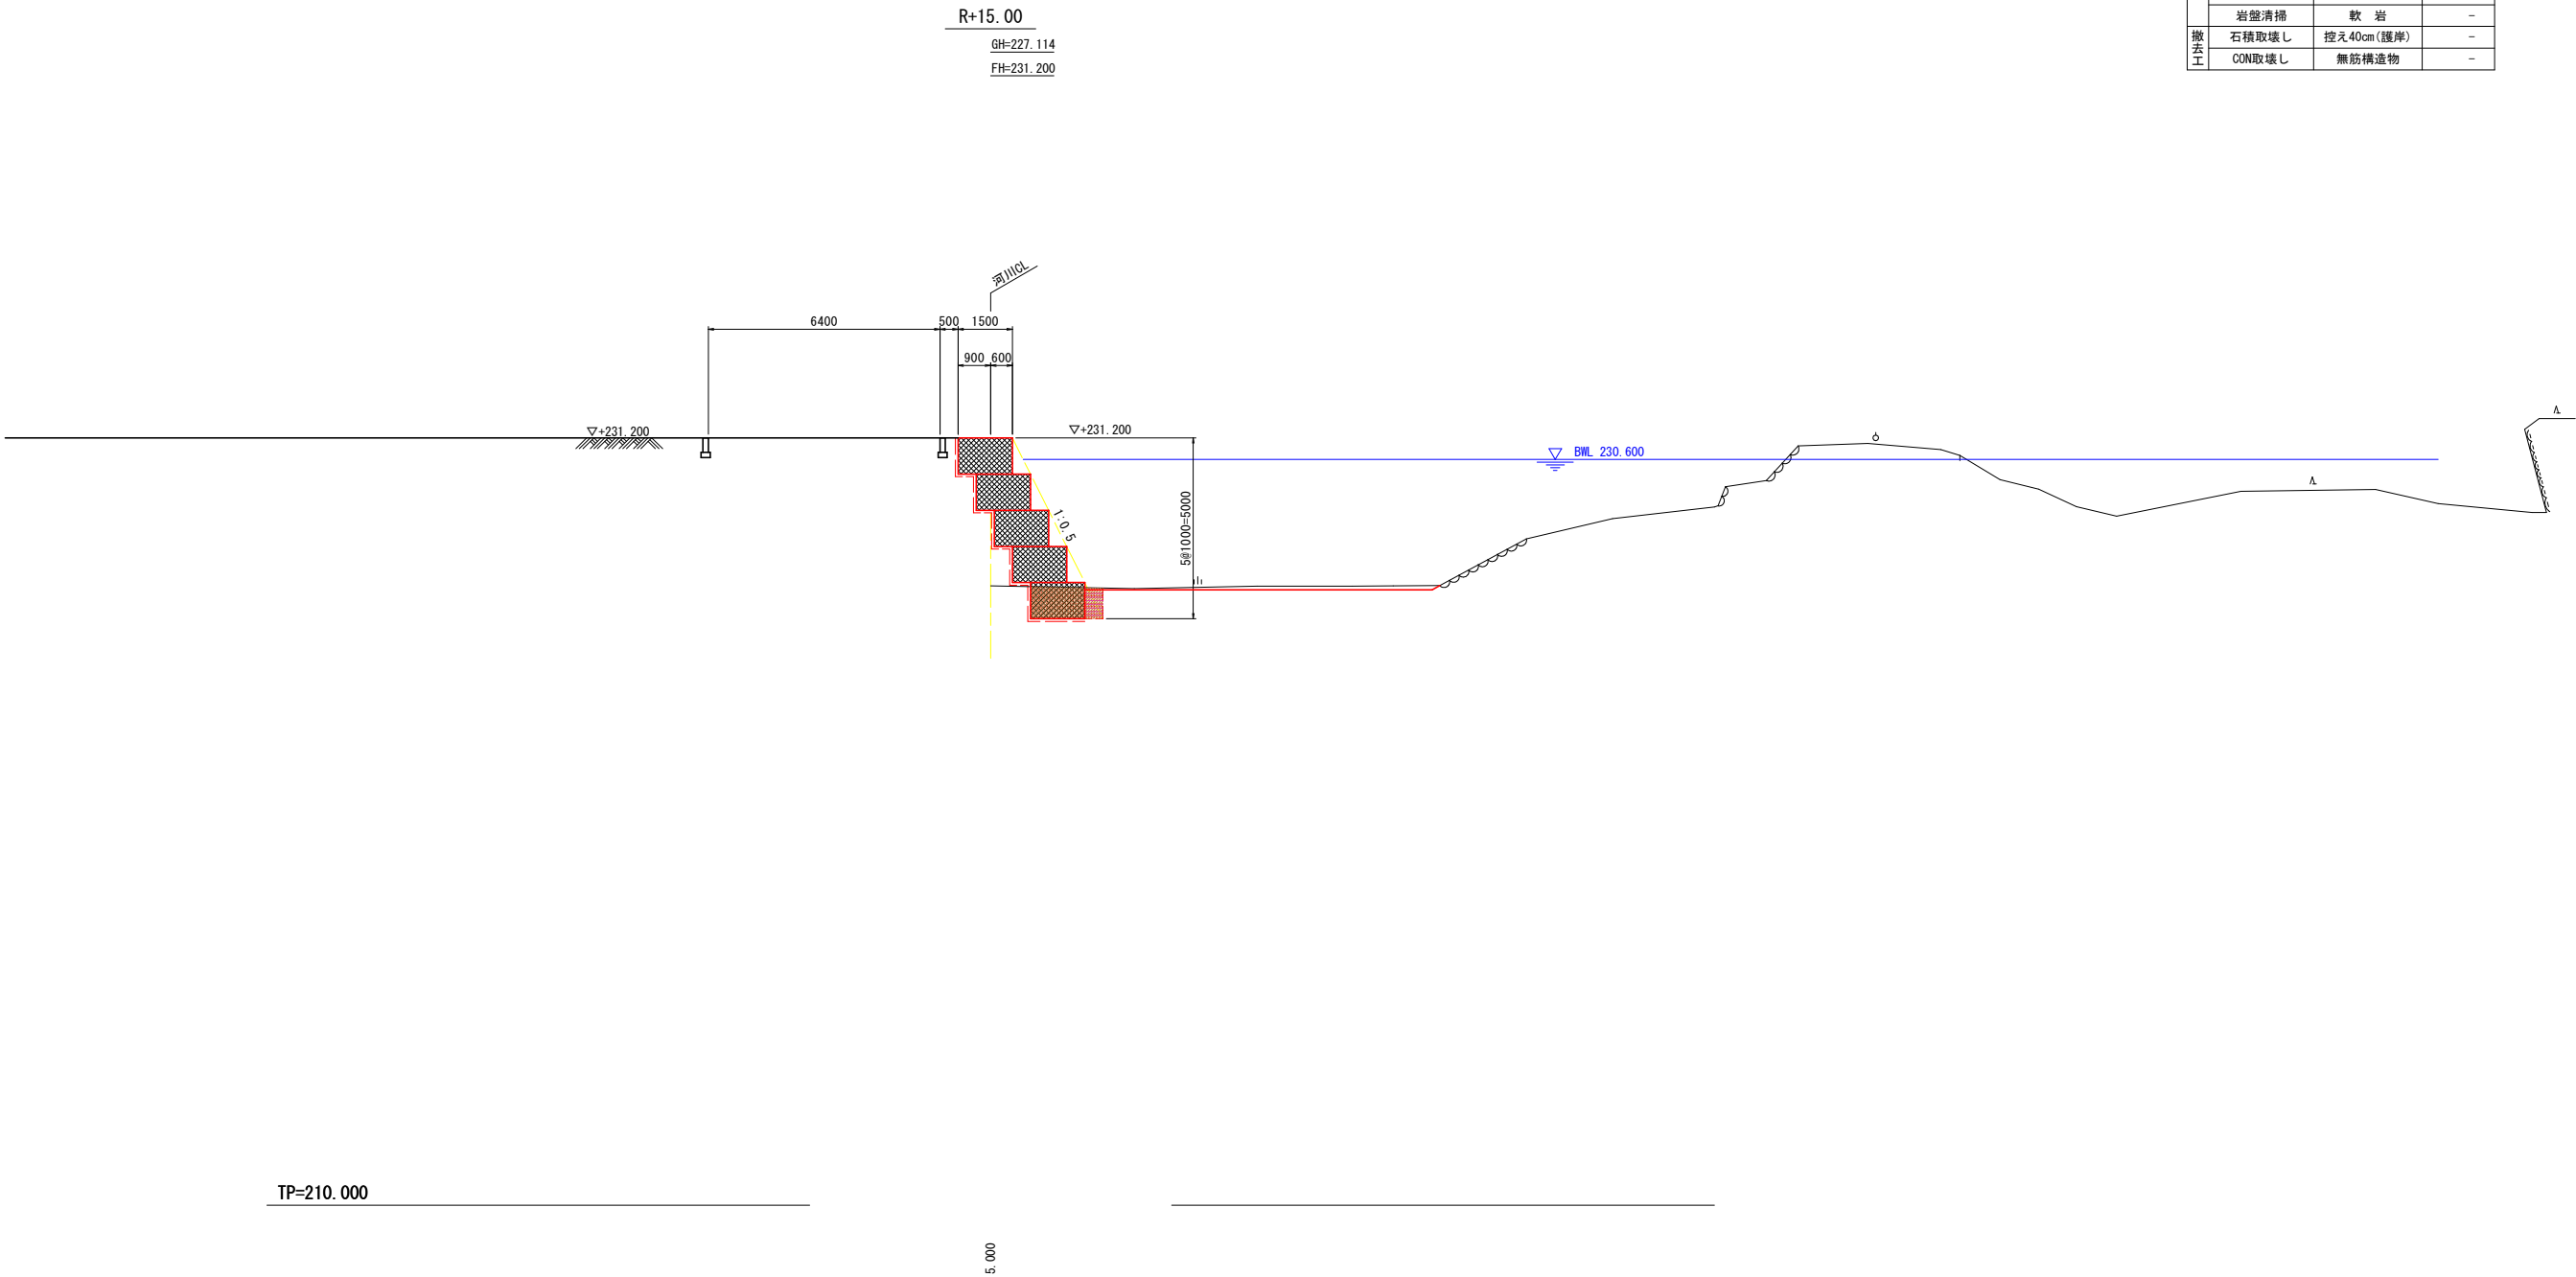 R+15.00
GH=227.114
FH=231.200
岩盤清掃 軟 岩 -
撤去工 石積取壊し 控え40cm(護岸) -
CON取壊し 無筋構造物 -
河川CL
6400 500 1500
900 600
▽+231.200 ▽+231.200
▽ BWL 230.600
1:0.5
5@1000=5000
TP=210.000
5.000